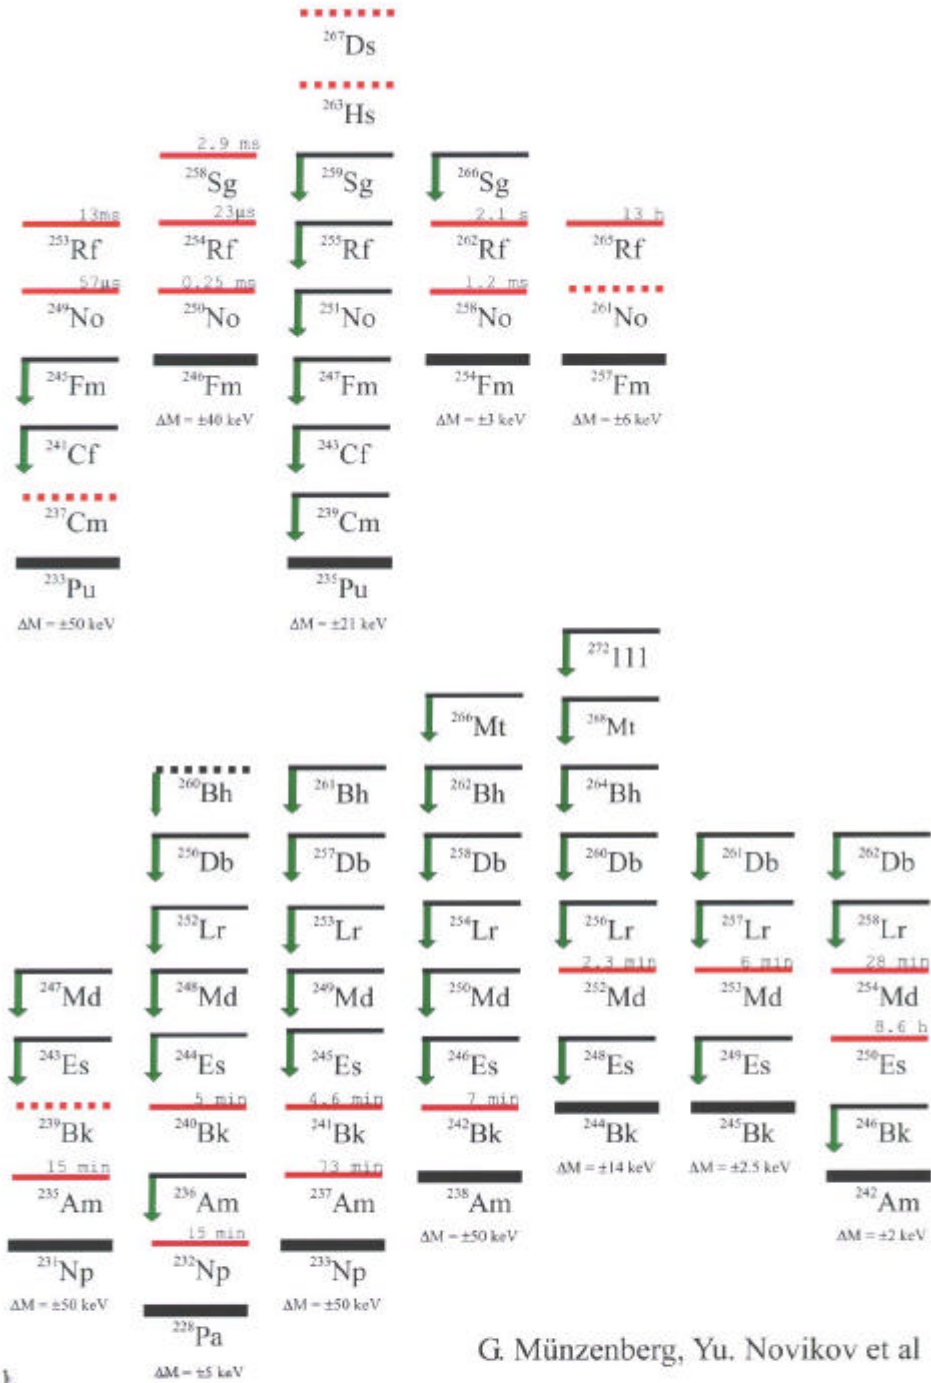 ²⁶⁷Ds
²⁶³Hs
2.9 ms
²⁵⁸Sg ²⁵⁹Sg ²⁶⁶Sg
13ms 23μs 2.1 s 13 h
²⁵³Rf ²⁵⁴Rf ²⁵⁵Rf ²⁶²Rf ²⁶⁵Rf
57μs 0.25 ms 1.2 ms
²⁴⁹No ²⁵⁰No ²⁵¹No ²⁵⁸No ²⁶¹No
²⁴⁵Fm ²⁴⁶Fm ²⁴⁷Fm ²⁵⁴Fm ²⁵⁷Fm
ΔM = ±40 keV ΔM = ±3 keV ΔM = ±6 keV
²⁴¹Cf ²⁴³Cf
²³⁷Cm ²³⁹Cm
²³³Pu ²³⁵Pu
ΔM = ±50 keV ΔM = ±21 keV
²⁷²111
²⁶⁶Mt ²⁶⁸Mt
²⁶⁰Bh ²⁶¹Bh ²⁶²Bh ²⁶⁴Bh
²⁵⁶Db ²⁵⁷Db ²⁵⁸Db ²⁶⁰Db ²⁶¹Db ²⁶²Db
²⁵²Lr ²⁵³Lr ²⁵⁴Lr ²⁵⁶Lr ²⁵⁷Lr ²⁵⁸Lr
2.3 min 6 min 28 min
²⁴⁷Md ²⁴⁸Md ²⁴⁹Md ²⁵⁰Md ²⁵²Md ²⁵³Md ²⁵⁴Md
8.6 h
²⁴³Es ²⁴⁴Es ²⁴⁵Es ²⁴⁶Es ²⁴⁸Es ²⁴⁹Es ²⁵⁰Es
5 min 4.6 min 7 min
²³⁹Bk ²⁴⁰Bk ²⁴¹Bk ²⁴²Bk ²⁴⁴Bk ²⁴⁵Bk ²⁴⁶Bk
ΔM = ±14 keV ΔM = ±2.5 keV
15 min 73 min
²³⁵Am ²³⁶Am ²³⁷Am ²³⁸Am ²⁴²Am
ΔM = ±50 keV ΔM = ±2 keV
15 min
²³¹Np ²³²Np ²³³Np
ΔM = ±50 keV ΔM = ±50 keV
²²⁸Pa
ΔM = ±5 keV
G. Münzenberg, Yu. Novikov et al